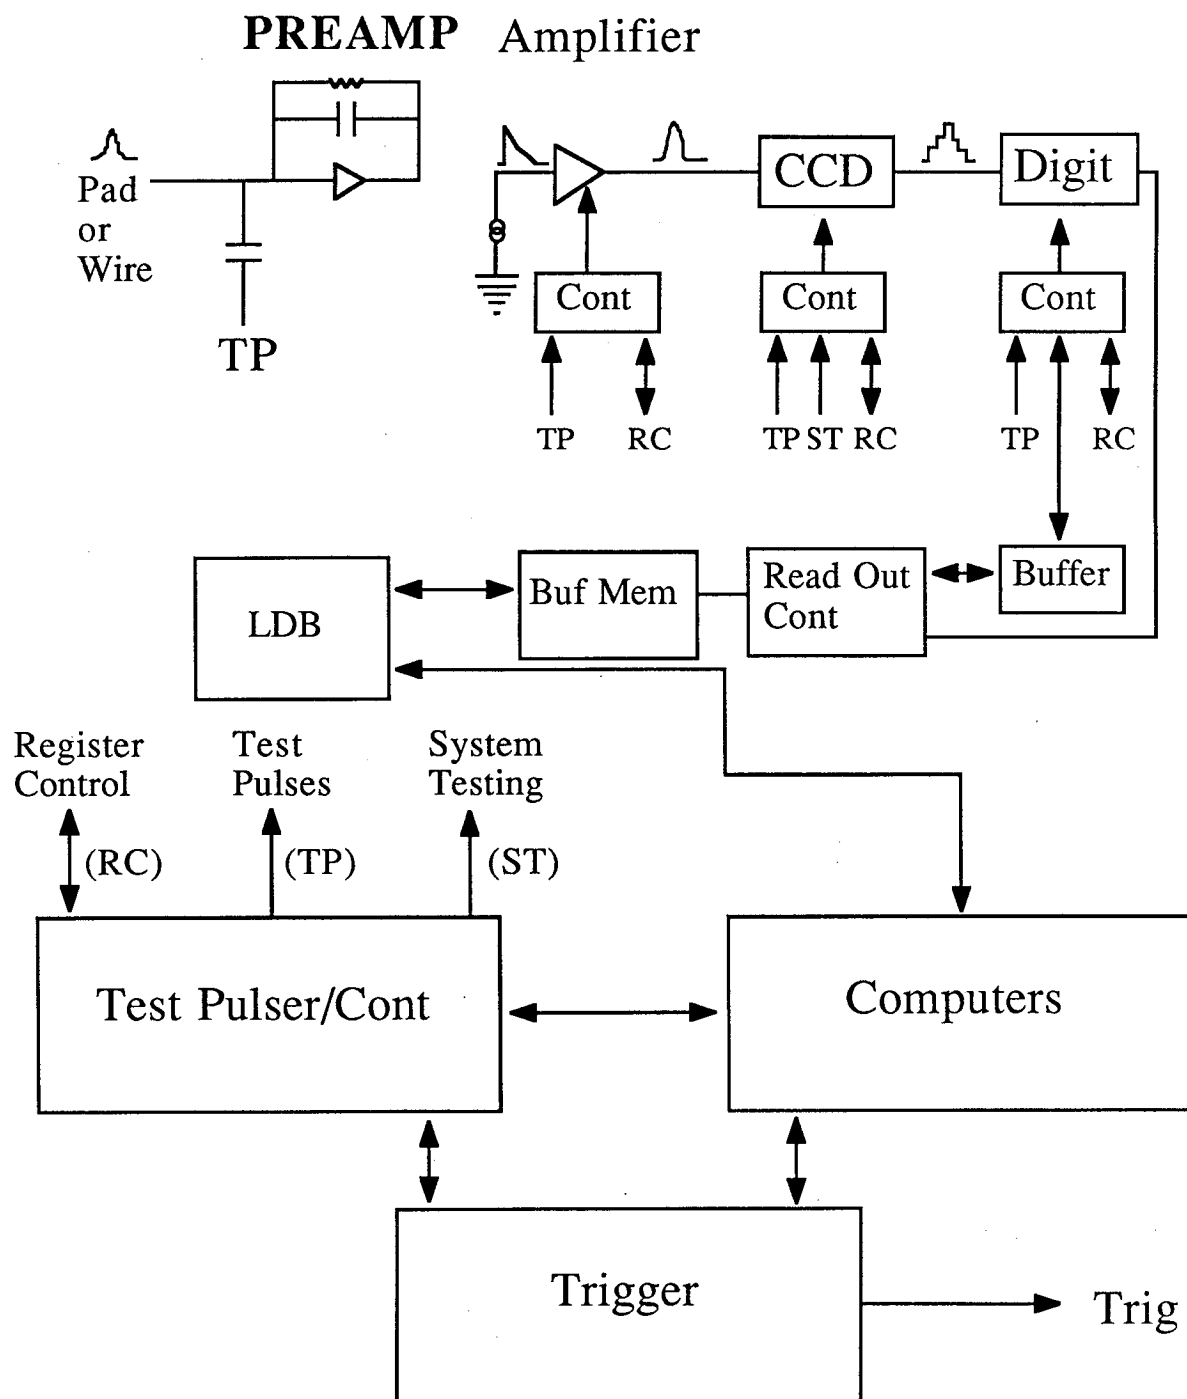 PREAMP Amplifier
Pad
or
Wire
TP
CCD
Digit
Cont
Cont
Cont
TP
RC
TP
ST
RC
TP
RC
LDB
Buf Mem
Read Out
Cont
Buffer
Register
Control
Test
Pulses
System
Testing
(RC)
(TP)
(ST)
Test Pulser/Cont
Computers
Trigger
Trig